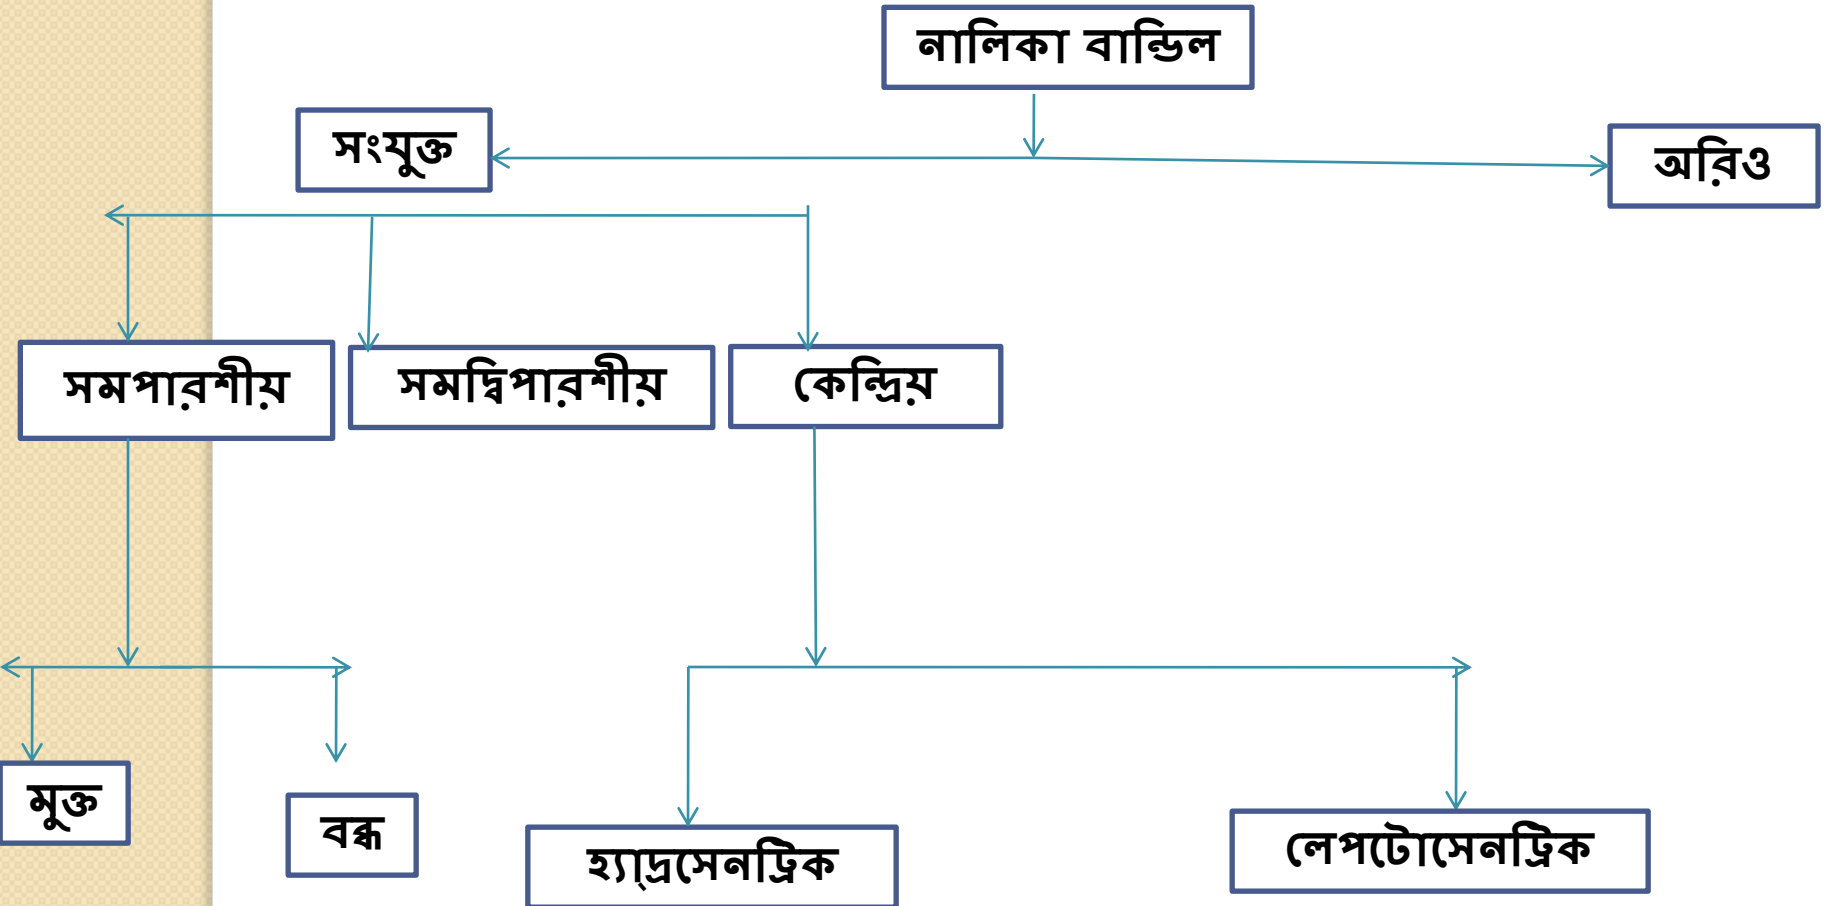 নালিকা বান্ডিল
সংযুক্ত
অরিও
সমপারশীয়
সমদ্বিপারশীয়
কেন্দ্রিয়
মুক্ত
বদ্ধ
হ্যা্দ্রসেনট্রিক
লেপটোসেনট্রিক